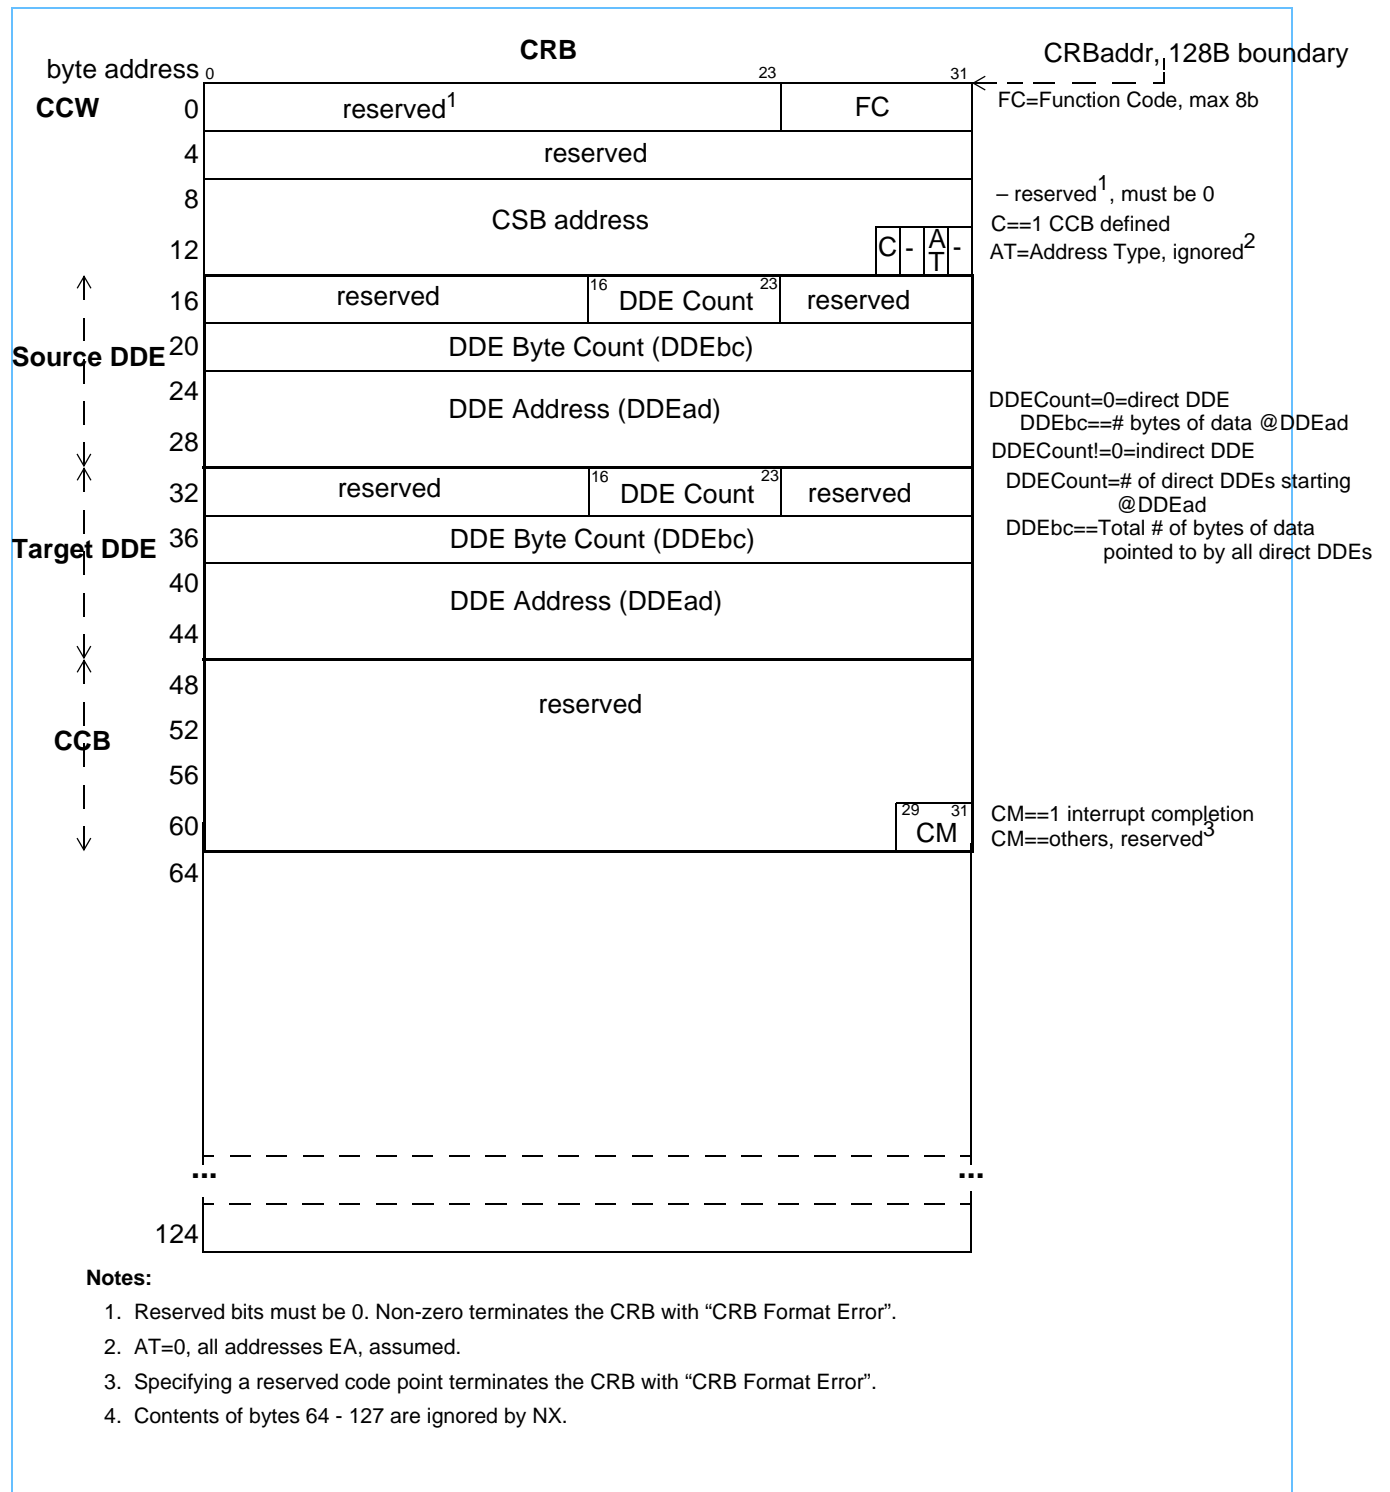 CRB
CRBaddr, 128B boundary
byte address 0 23 31
CCW 0 reserved1 FC
FC=Function Code, max 8b
4 reserved
8
CSB address
– reserved1, must be 0
C==1 CCB defined
12 C - AT -
AT=Address Type, ignored2
16 reserved 16 DDE Count 23 reserved
Source DDE 20 DDE Byte Count (DDEbc)
24
DDE Address (DDEad)
28
DDECount=0=direct DDE
DDEbc==# bytes of data @DDEad
DDECount!=0=indirect DDE
32 reserved 16 DDE Count 23 reserved
DDECount=# of direct DDEs starting
@DDEad
Target DDE 36 DDE Byte Count (DDEbc)
DDEbc==Total # of bytes of data
pointed to by all direct DDEs
40
DDE Address (DDEad)
44
48
reserved
52
CCB
56
60 29 31
CM
CM==1 interrupt completion
CM==others, reserved3
64
... ...
124
Notes:
1. Reserved bits must be 0. Non-zero terminates the CRB with “CRB Format Error”.
2. AT=0, all addresses EA, assumed.
3. Specifying a reserved code point terminates the CRB with “CRB Format Error”.
4. Contents of bytes 64 - 127 are ignored by NX.